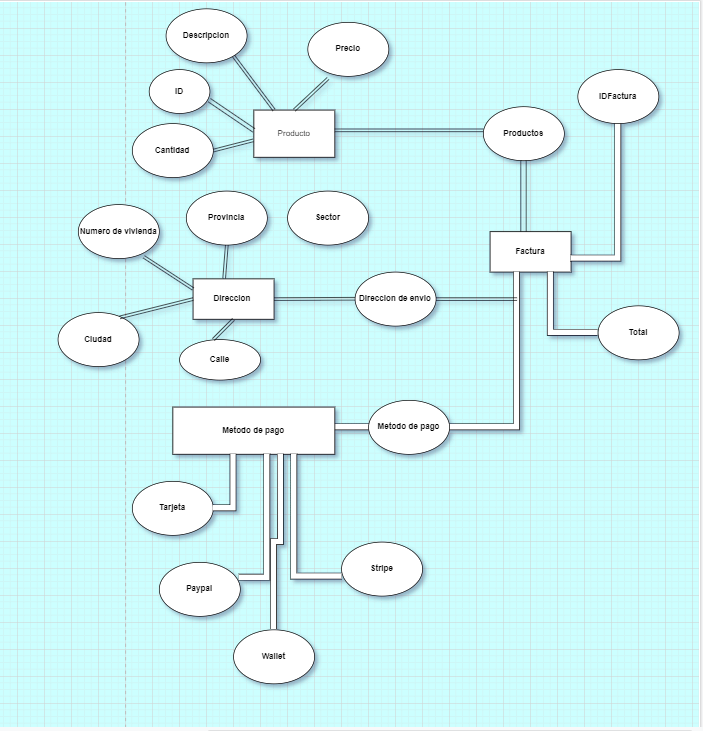 Descripcion
Precio
ID
IDFactura
Producto
Productos
Cantidad
Provincia
Sector
Numero de vivienda
Factura
Direccion
Direccion de envio
Ciudad
Total
Calle
Metodo de pago
Metodo de pago
Tarjeta
Stripe
Paypal
Wallet